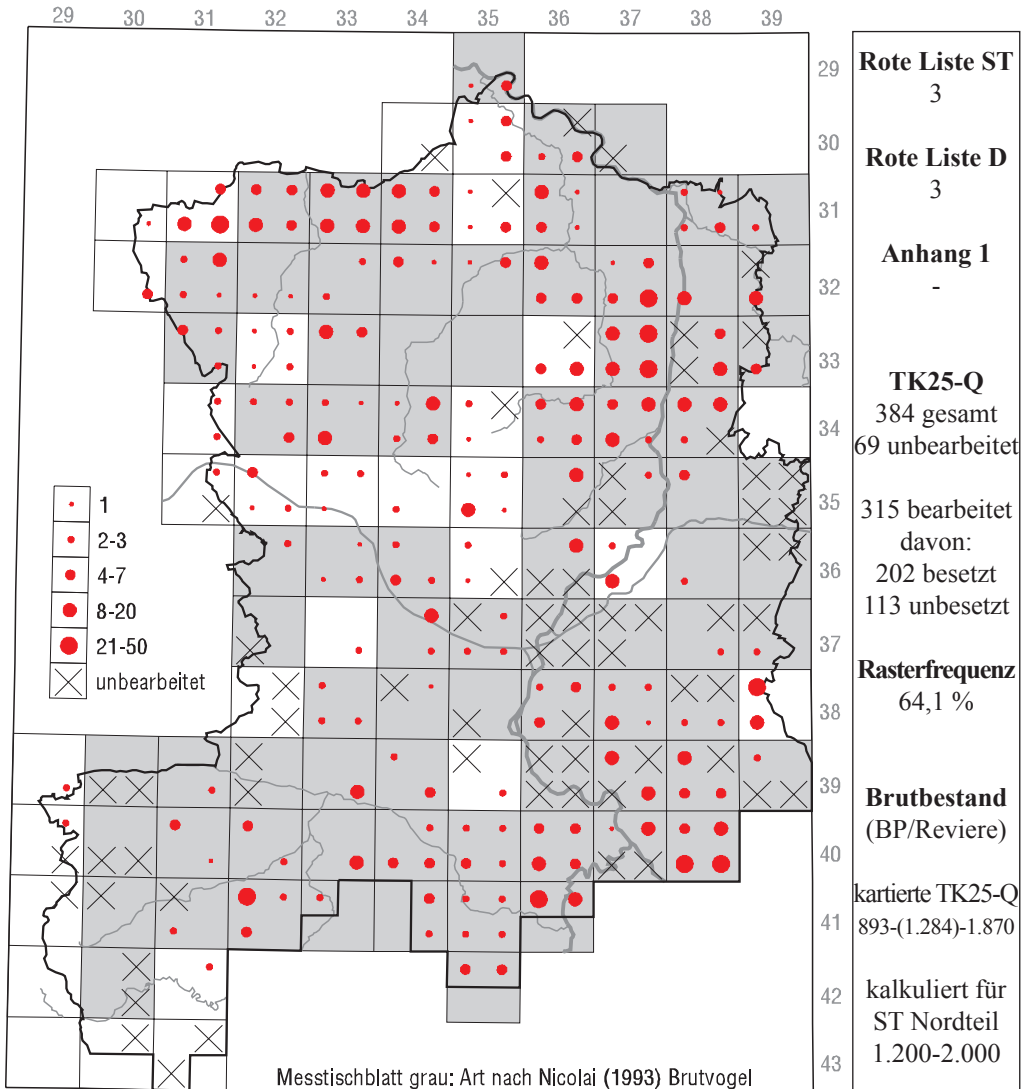 29 30 31 32 33 34 35 36 37 38 39
29
30
31
32
33
34
35
36
37
38
39
40
41
42
43
1
2-3
4-7
8-20
21-50
unbearbeitet
Messtischblatt grau: Art nach Nicolai (1993) Brutvogel
Rote Liste ST
3
Rote Liste D
3
Anhang 1
-
TK25-Q
384 gesamt
69 unbearbeitet
315 bearbeitet
davon:
202 besetzt
113 unbesetzt
Rasterfrequenz
64,1 %
Brutbestand
(BP/Reviere)
kartierte TK25-Q
893-(1.284)-1.870
kalkuliert für
ST Nordteil
1.200-2.000